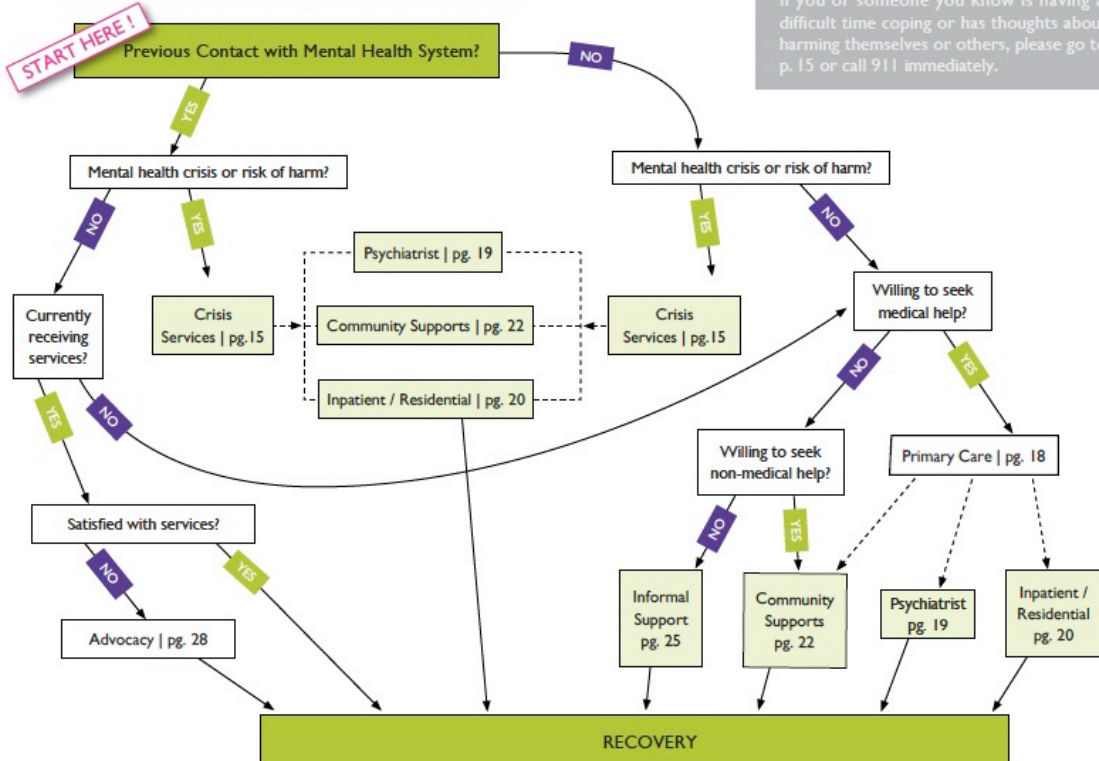 START HERE !
Previous Contact with Mental Health System?
NO
If you or someone you know is having a
difficult time coping or has thoughts about
harming themselves or others, please go to
p. 15 or call 911 immediately.
YES
Mental health crisis or risk of harm?
Mental health crisis or risk of harm?
NO
YES
YES
NO
Psychiatrist | pg. 19
Currently
receiving
services?
Crisis
Services | pg.15
Community Supports | pg. 22
Crisis
Services | pg.15
Willing to seek
medical help?
Inpatient / Residential | pg. 20
YES
NO
NO
YES
Willing to seek
non-medical help?
Primary Care | pg. 18
Satisfied with services?
NO
YES
NO
YES
Informal
Support
pg. 25
Community
Supports
pg. 22
Psychiatrist
pg. 19
Inpatient /
Residential
pg. 20
Advocacy | pg. 28
RECOVERY